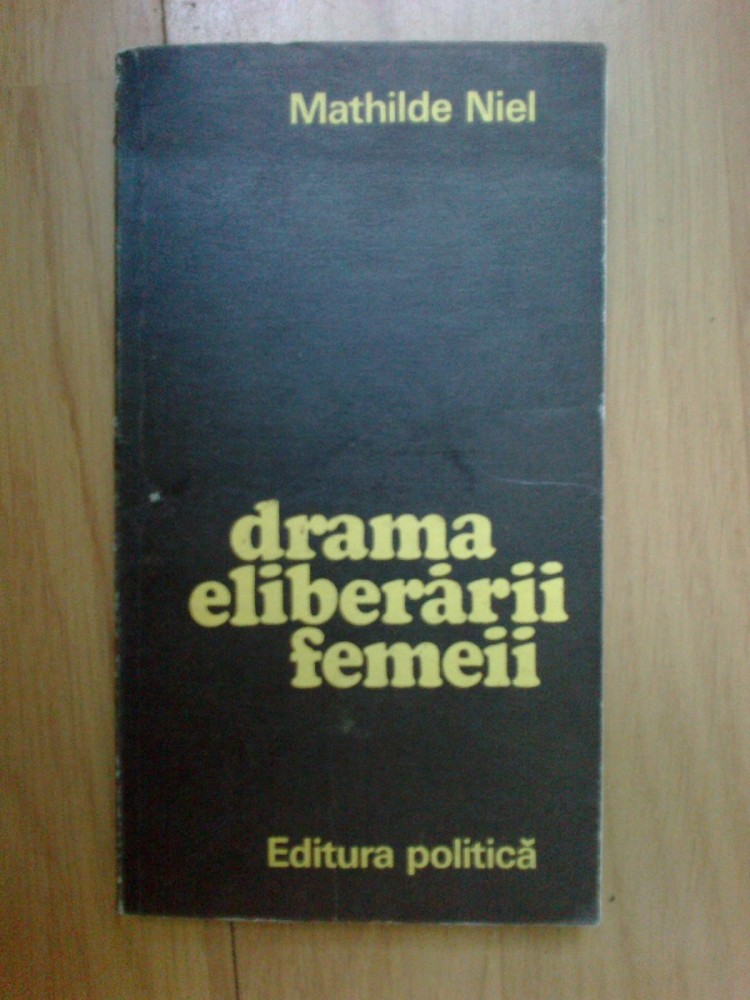 Mathilde Niel
drama
eliberării
femeii
Editura politică